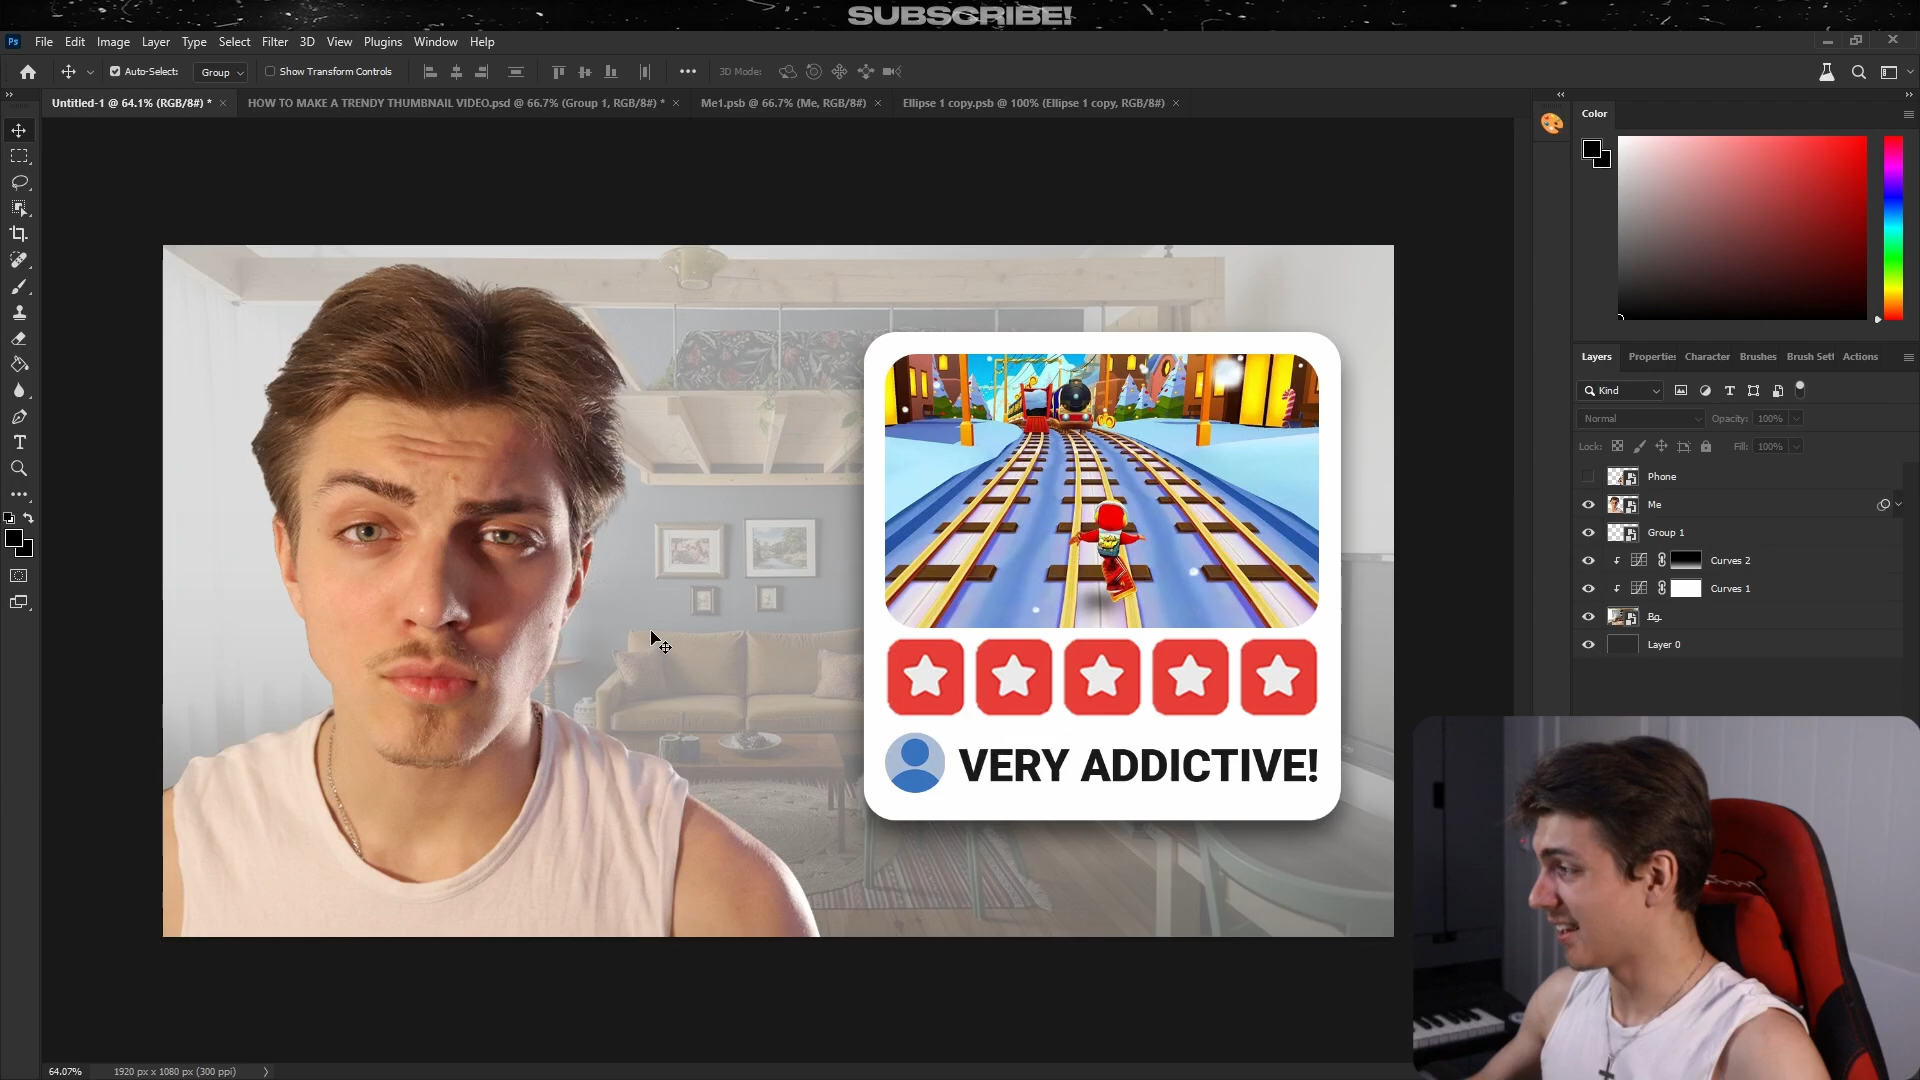 SUBSCRIBE!
Ps File Edit Image Layer Type Select Filter 3D View Plugins Window Help
Auto-Select: Group Show Transform Controls 3D Mode:
Untitled-1 @ 64.1% (RGB/8#) * HOW TO MAKE A TRENDY THUMBNAIL VIDEO.psd @ 66.7% (Group 1, RGB/8#) * Me1.psb @ 66.7% (Me, RGB/8#) Ellipse 1 copy.psb @ 100% (Ellipse 1 copy, RGB/8#)
Color
Layers Properties Character Brushes Brush Sett Actions
Kind
Normal Opacity: 100%
Lock: Fill: 100%
Phone
Me
Group 1
Curves 2
Curves 1
Bg.
Layer 0
VERY ADDICTIVE!
64.07% 1920 px x 1080 px (300 ppi)